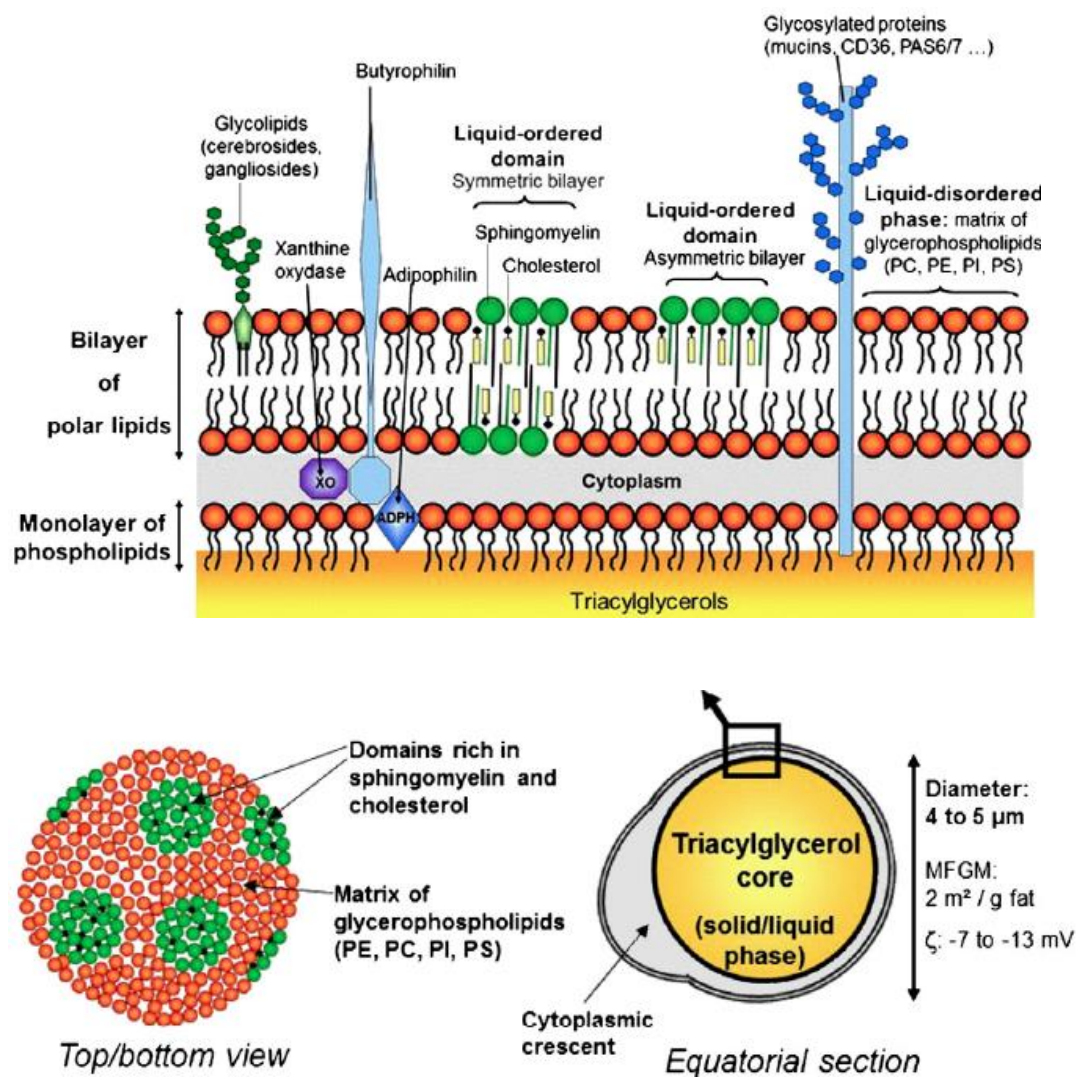 Glycosylated proteins
(mucins, CD36, PAS6/7 ...)
Butyrophilin
Glycolipids
(cerebrosides,
gangliosides)
Liquid-ordered
domain
Symmetric bilayer
Liquid-ordered
domain
Asymmetric bilayer
Liquid-disordered
phase: matrix of
glycerophospholipids
(PC, PE, PI, PS)
Xanthine
oxydase
Adipophilin
Sphingomyelin
Cholesterol
Bilayer
of
polar lipids
XO
Cytoplasm
Monolayer of
phospholipids
ADPH
Triacylglycerols
Domains rich in
sphingomyelin and
cholesterol
Matrix of
glycerophospholipids
(PE, PC, PI, PS)
Top/bottom view
Triacylglycerol
core
(solid/liquid
phase)
Diameter:
4 to 5 µm
MFGM:
2 m² / g fat
ζ: -7 to -13 mV
Cytoplasmic
crescent
Equatorial section